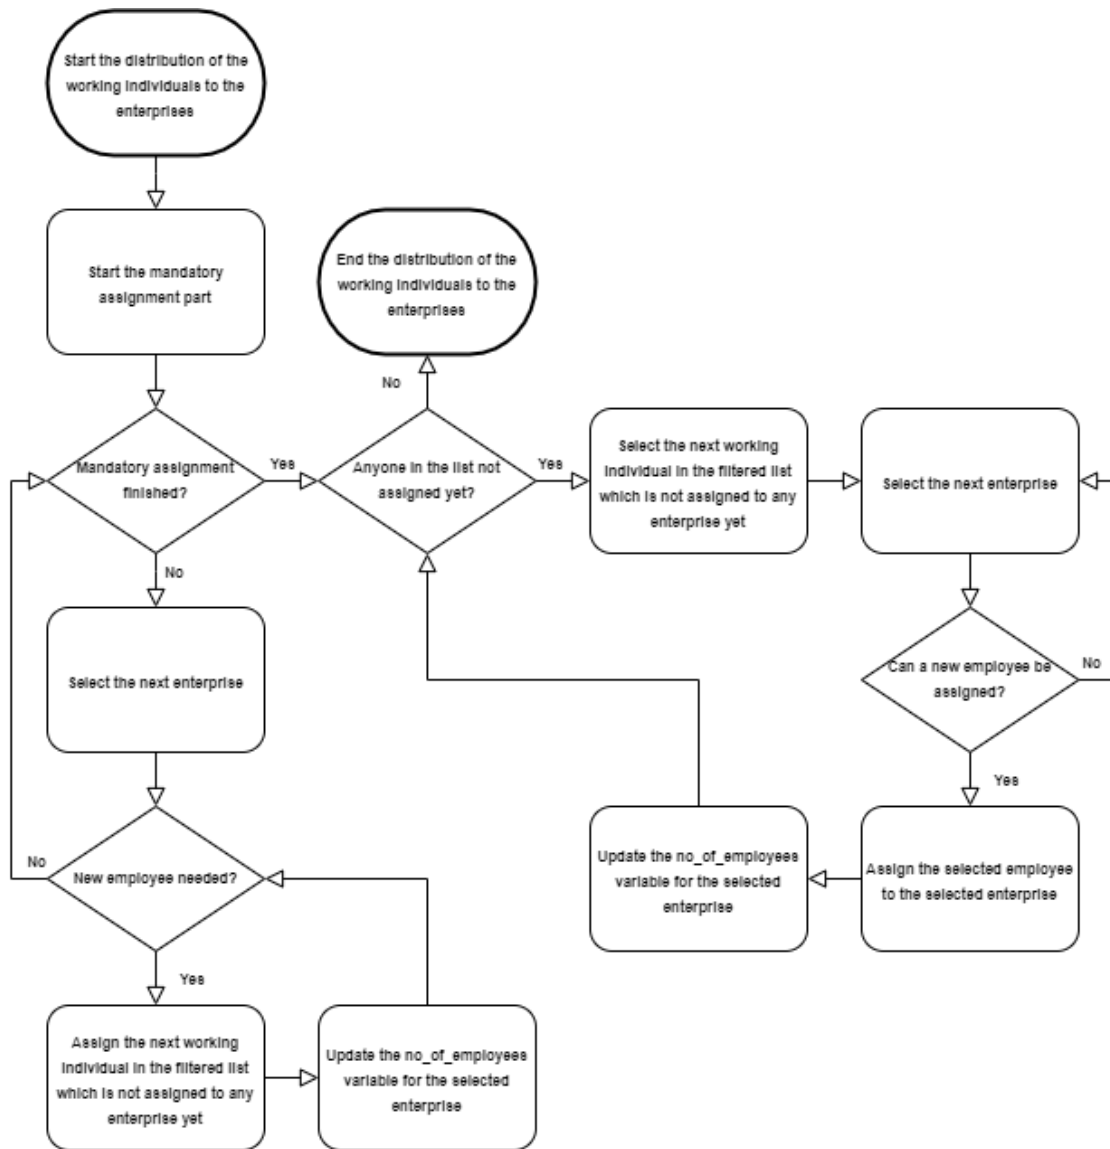 Start the distribution of the
working individuals to the
enterprises
Start the mandatory
assignment part
End the distribution of the
working individuals to the
enterprises
No
Mandatory assignment
finished?
Yes
Anyone in the list not
assigned yet?
Yes
Select the next working
individual in the filtered list
which is not assigned to any
enterprise yet
Select the next enterprise
No
Select the next enterprise
Can a new employee be
assigned?
No
Yes
New employee needed?
No
Yes
Update the no_of_employees
variable for the selected
enterprise
Assign the selected employee
to the selected enterprise
Assign the next working
individual in the filtered list
which is not assigned to any
enterprise yet
Update the no_of_employees
variable for the selected
enterprise